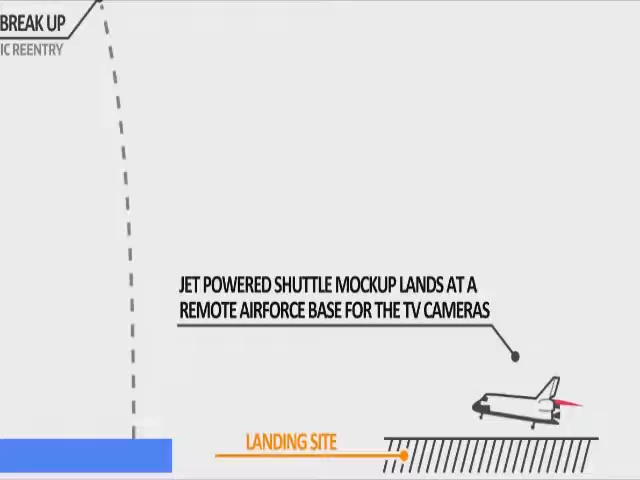 BREAK UP
IC REENTRY
JET POWERED SHUTTLE MOCKUP LANDS AT A
REMOTE AIRFORCE BASE FOR THE TV CAMERAS
LANDING SITE